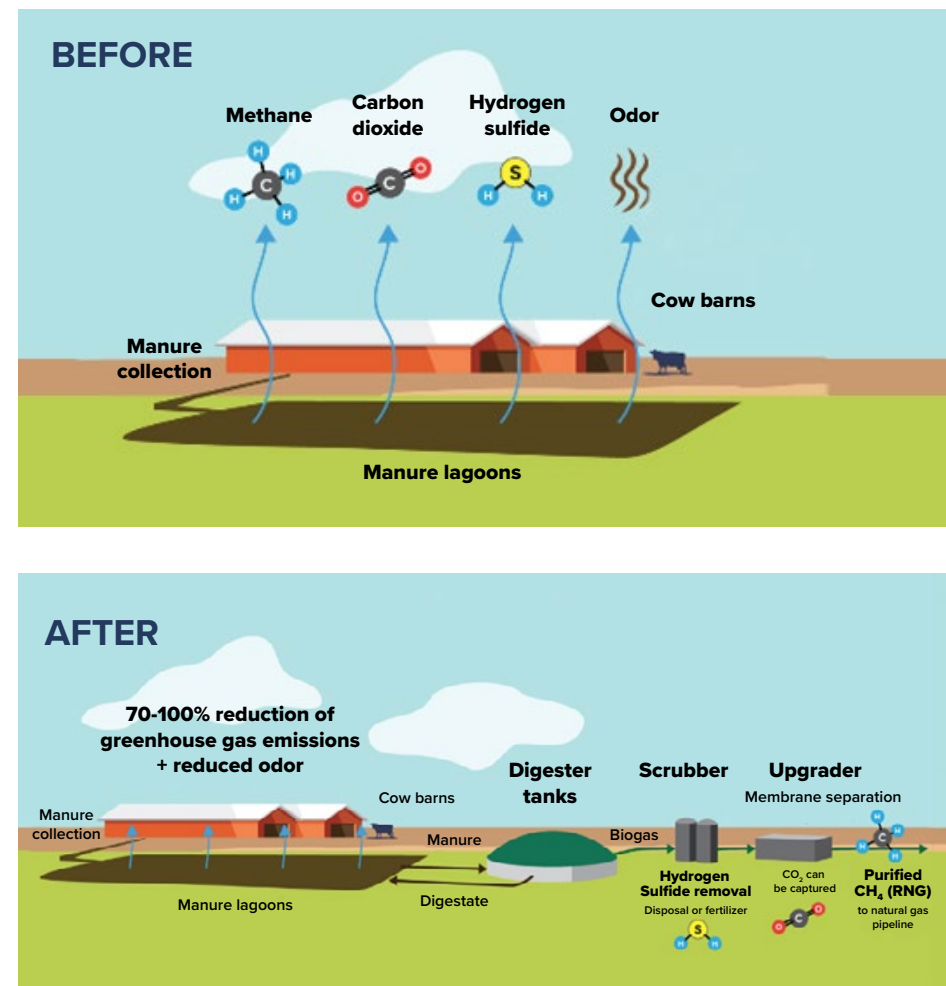 BEFORE
Methane
Carbon
dioxide
Hydrogen
sulfide
Odor
H
H
H
H
C
O
C
O
S
H
H
Cow barns
Manure
collection
Manure lagoons
AFTER
70-100% reduction of
greenhouse gas emissions
+ reduced odor
Cow barns
Manure
collection
Manure lagoons
Manure
Digestate
Digester
tanks
Biogas
Scrubber
Hydrogen
Sulfide removal
Disposal or fertilizer
S
H
H
Upgrader
Membrane separation
CO₂ can
be captured
O
C
O
H
H
H
H
C
Purified
CH₄ (RNG)
to natural gas
pipeline